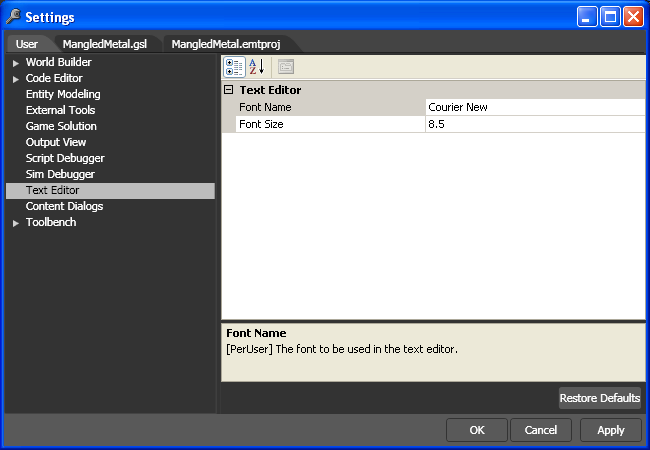 Settings
User MangledMetal.gsl MangledMetal.emtproj
World Builder
Code Editor
Entity Modeling
External Tools
Game Solution
Output View
Script Debugger
Sim Debugger
Text Editor
Content Dialogs
Toolbench
A
Z
Text Editor
Font Name Courier New
Font Size 8.5
Font Name
[PerUser] The font to be used in the text editor.
Restore Defaults
OK Cancel Apply